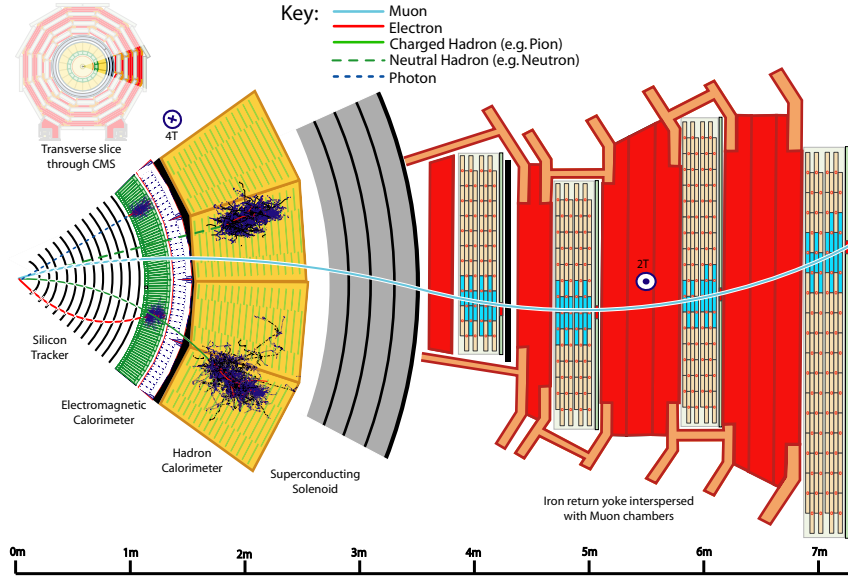 Key:
Muon
Electron
Charged Hadron (e.g. Pion)
Neutral Hadron (e.g. Neutron)
Photon
Transverse slice
through CMS
4T
2T
Silicon
Tracker
Electromagnetic
Calorimeter
Hadron
Calorimeter
Superconducting
Solenoid
Iron return yoke interspersed
with Muon chambers
0m 1m 2m 3m 4m 5m 6m 7m